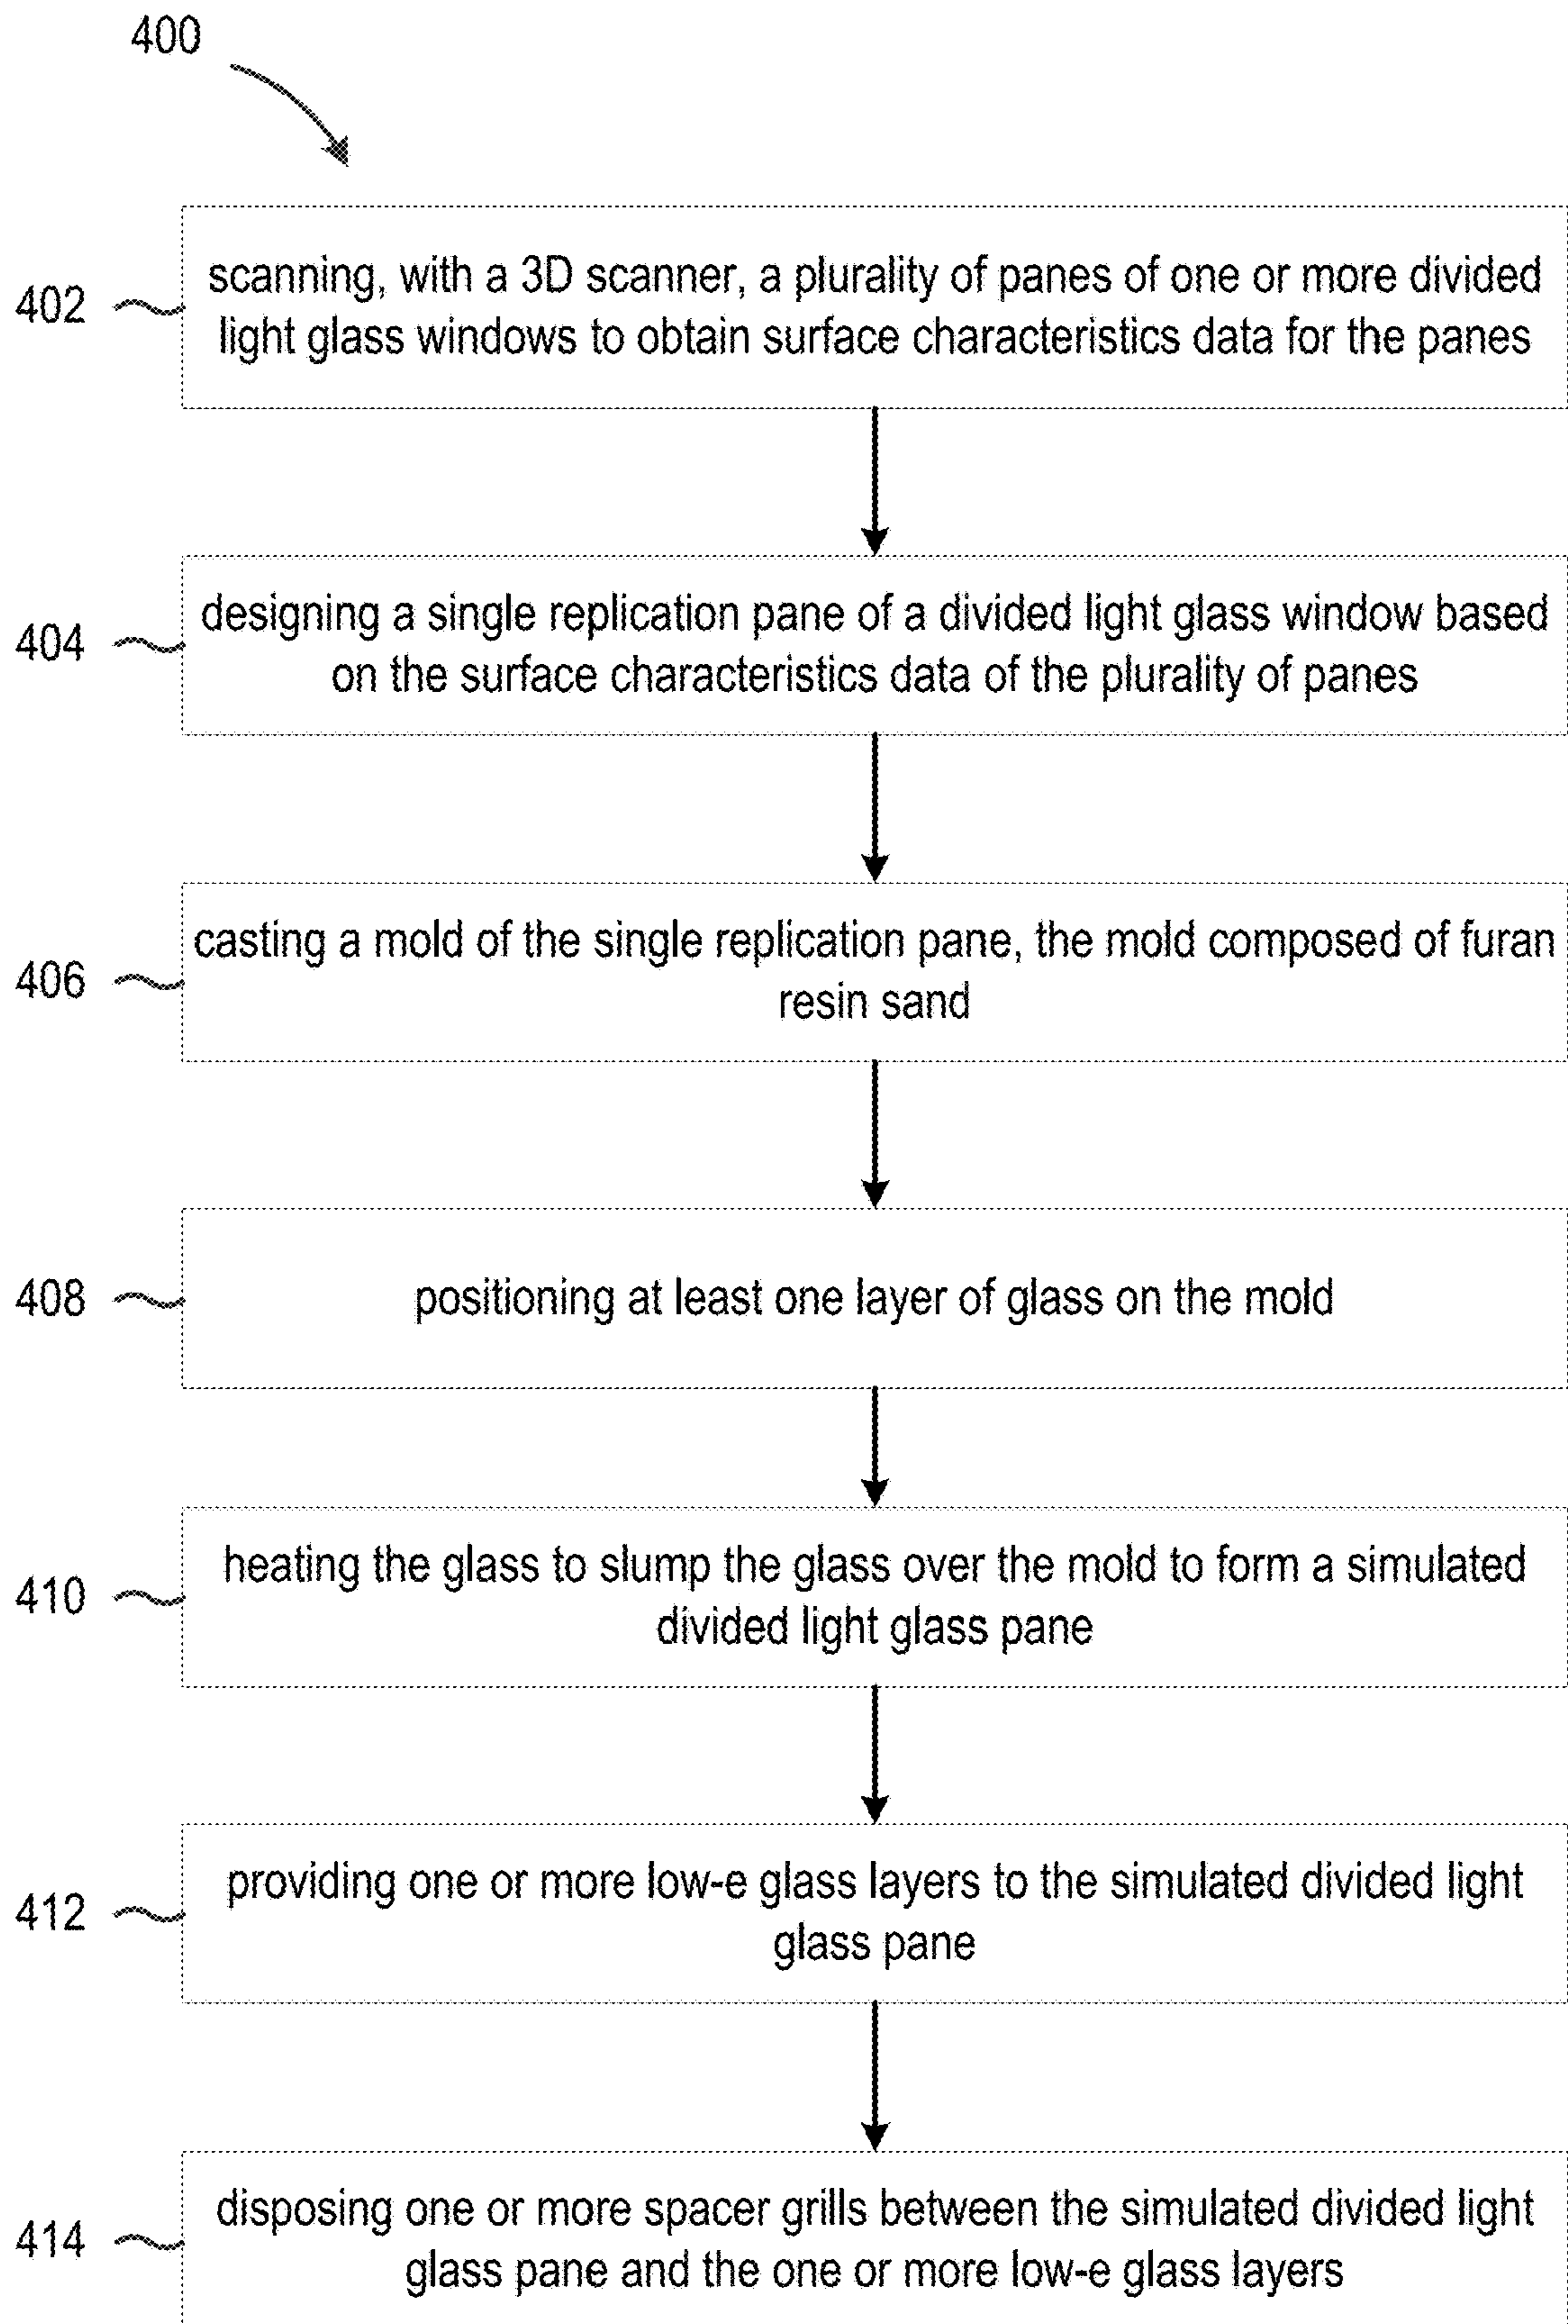 400
402
scanning, with a 3D scanner, a plurality of panes of one or more divided
light glass windows to obtain surface characteristics data for the panes
404
designing a single replication pane of a divided light glass window based
on the surface characteristics data of the plurality of panes
406
casting a mold of the single replication pane, the mold composed of furan
resin sand
408
positioning at least one layer of glass on the mold
410
heating the glass to slump the glass over the mold to form a simulated
divided light glass pane
412
providing one or more low-e glass layers to the simulated divided light
glass pane
414
disposing one or more spacer grills between the simulated divided light
glass pane and the one or more low-e glass layers